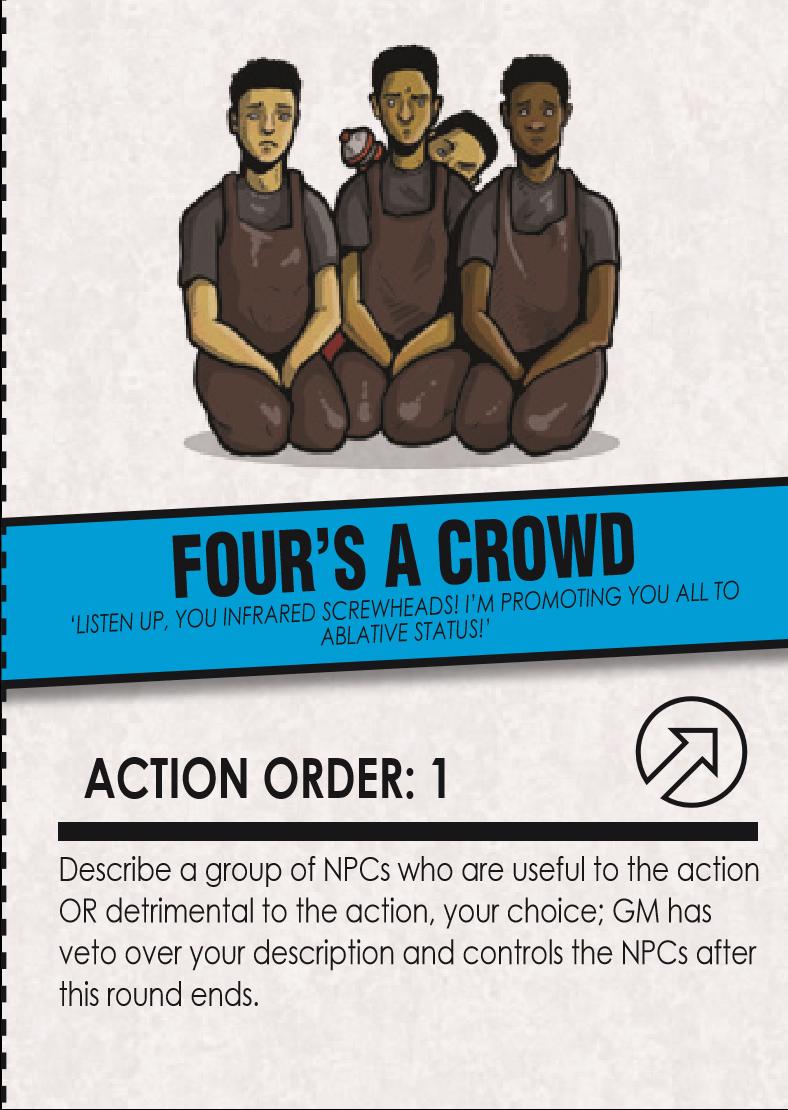 FOUR'S A CROWD
'LISTEN UP, YOU INFRARED SCREWHEADS! I'M PROMOTING YOU ALL TO
ABLATIVE STATUS!'
ACTION ORDER: 1
Describe a group of NPCs who are useful to the action
OR detrimental to the action, your choice; GM has
veto over your description and controls the NPCs after
this round ends.